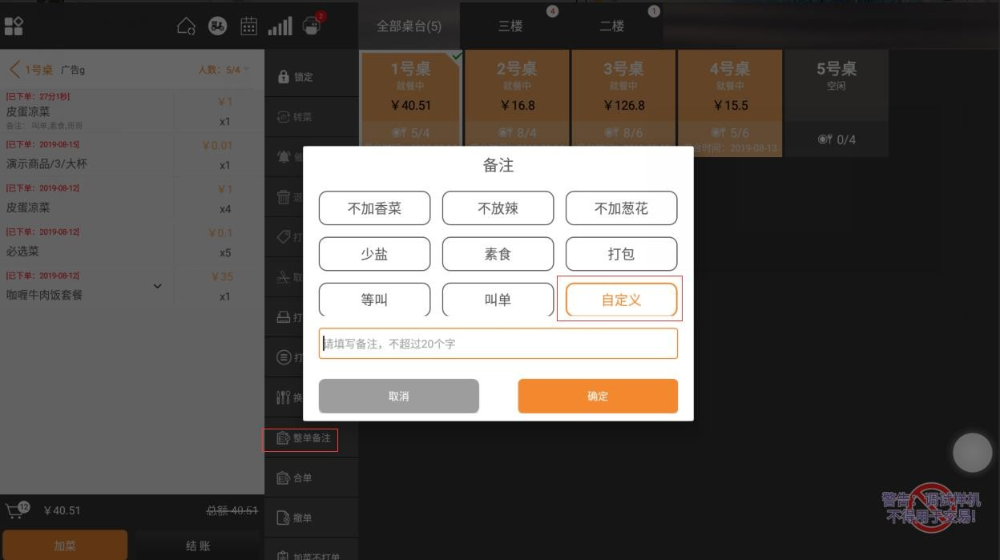 2
全部桌台(5)
三楼
4
二楼
1
1号桌 广告g
人数：5/4
[已下单：27分1秒]
皮蛋凉菜
备注： 叫单,素食,哥哥
￥1
x1
[已下单：2019-08-15]
演示商品/3/大杯
￥0.01
x1
[已下单：2019-08-12]
皮蛋凉菜
￥1
x4
[已下单：2019-08-12]
必选菜
￥0.1
x5
[已下单：2019-08-12]
咖喱牛肉饭套餐
￥35
x1
12
￥40.51
总额 40.51
加菜
结 账
锁定
转菜
催
退
打
取
打
打
换
整单备注
合单
撤单
加菜不打单
1号桌
就餐中
￥40.51
5/4
2号桌
就餐中
￥16.8
8/4
3号桌
就餐中
￥126.8
8/6
4号桌
就餐中
￥15.5
5/6
台时间：2019-08-13
5号桌
空闲
0/4
备注
不加香菜
不放辣
不加葱花
少盐
素食
打包
等叫
叫单
自定义
请填写备注，不超过20个字
取消
确定
警告：调试样机
不得用于交易!